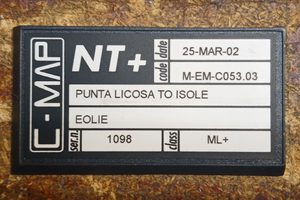 C-MAP
NT+
date 25-MAR-02
code M-EM-C053.03
PUNTA LICOSA TO ISOLE
EOLIE
ser.n. 1098 class ML+